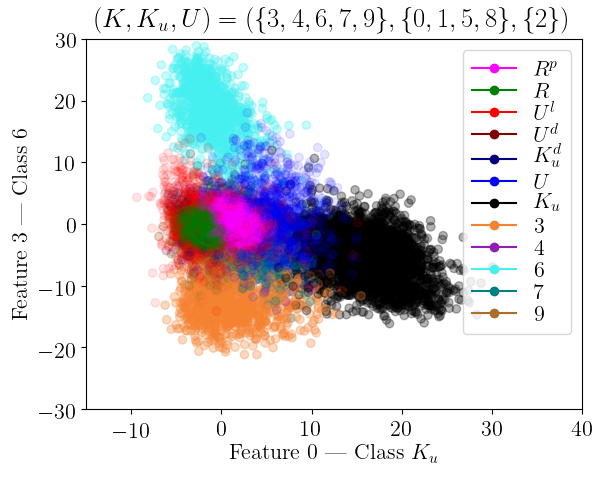 (K, K_u, U) = ({3, 4, 6, 7, 9}, {0, 1, 5, 8}, {2})
30
20
10
0
−10
−20
−30
Feature 3 — Class 6
R^p
R
U^l
U^d
K_u^d
U
K_u
3
4
6
7
9
−10
0
10
20
30
40
Feature 0 — Class K_u